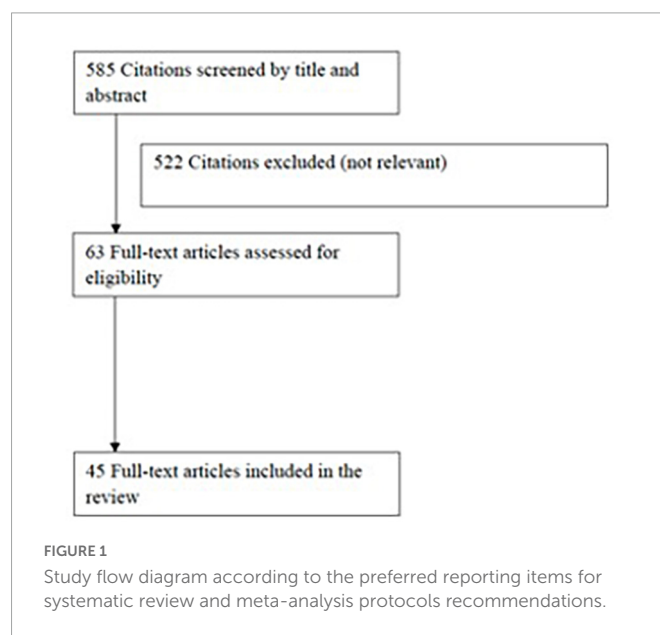 585 Citations screened by title and
abstract
522 Citations excluded (not relevant)
63 Full-text articles assessed for
eligibility
45 Full-text articles included in the
review
FIGURE 1
Study flow diagram according to the preferred reporting items for
systematic review and meta-analysis protocols recommendations.